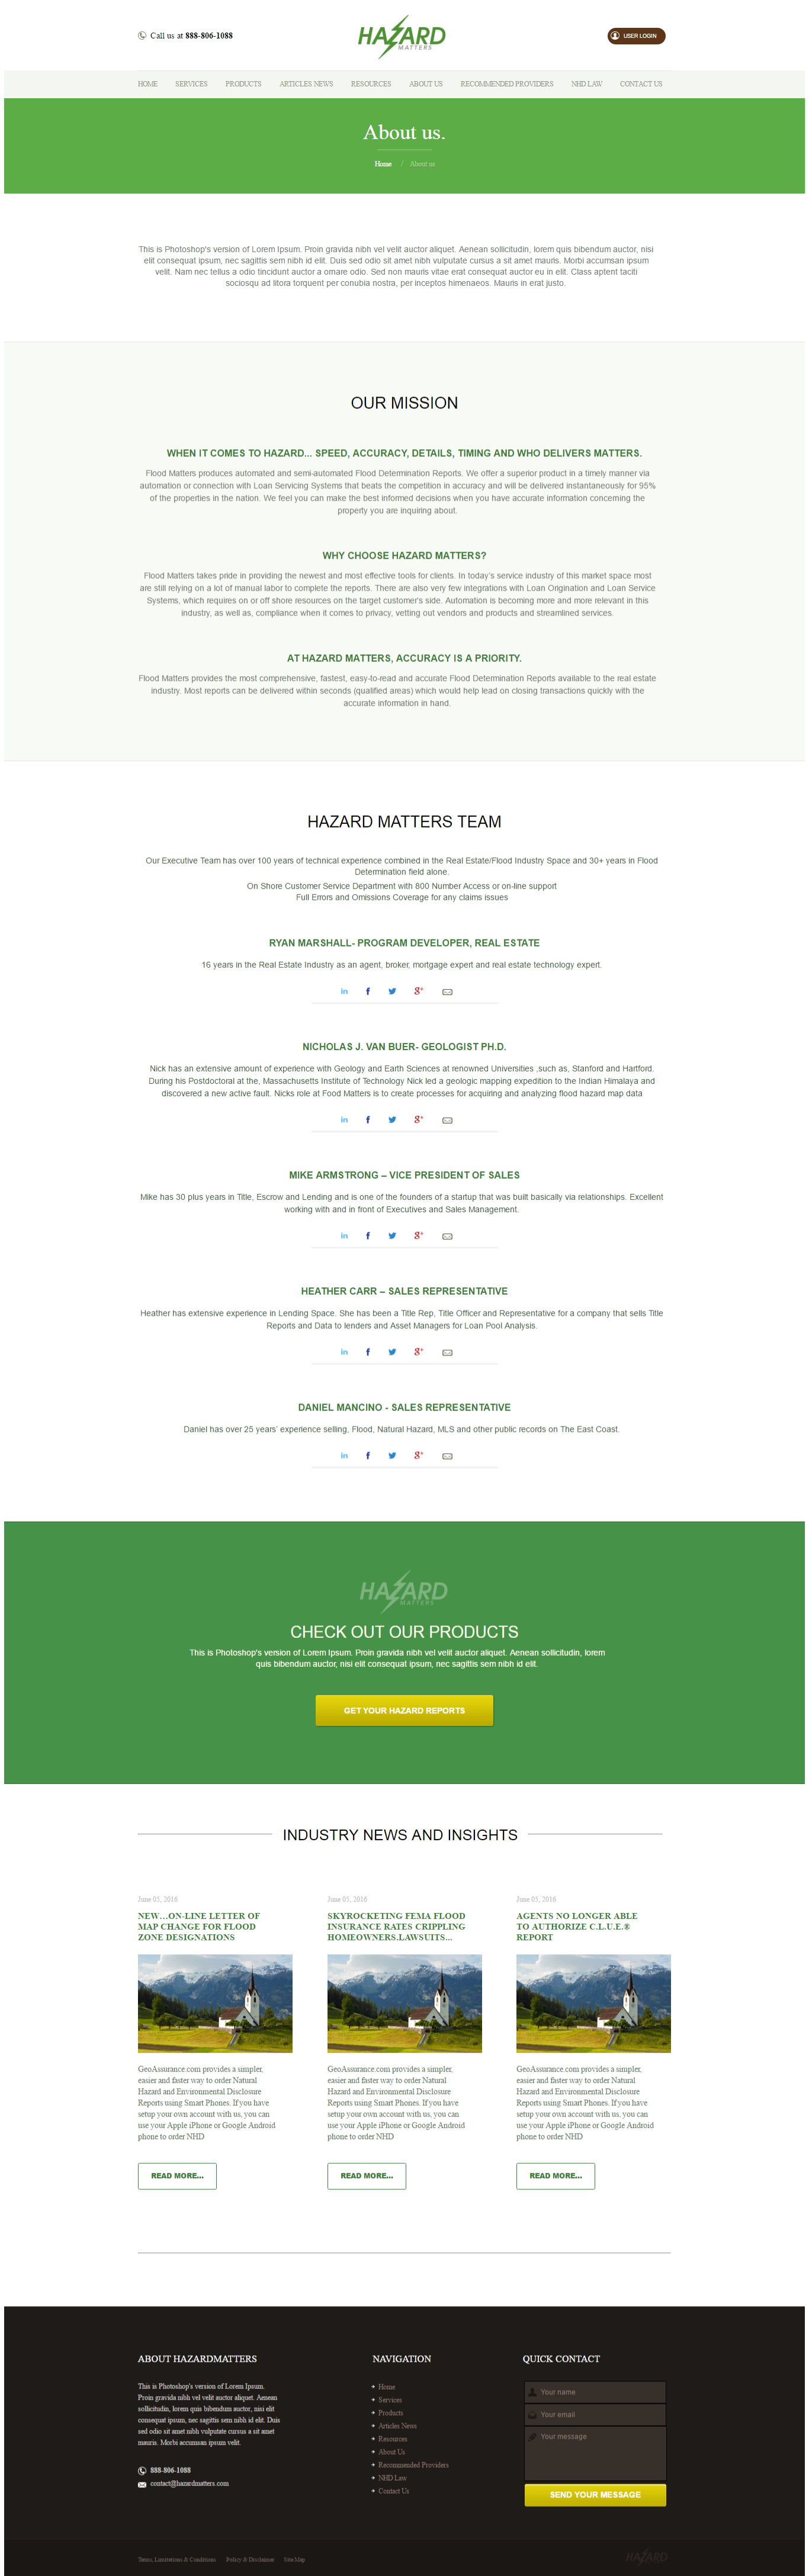 Call us at 888-806-1088
HAZARD
MATTERS
USER LOGIN
HOME SERVICES PRODUCTS ARTICLES NEWS RESOURCES ABOUT US RECOMMENDED PROVIDERS NHD LAW CONTACT US
About us.
Home / About us
This is Photoshop's version of Lorem Ipsum. Proin gravida nibh vel velit auctor aliquet. Aenean sollicitudin, lorem quis bibendum auctor, nisi
elit consequat ipsum, nec sagittis sem nibh id elit. Duis sed odio sit amet nibh vulputate cursus a sit amet mauris. Morbi accumsan ipsum
velit. Nam nec tellus a odio tincidunt auctor a ornare odio. Sed non mauris vitae erat consequat auctor eu in elit. Class aptent taciti
sociosqu ad litora torquent per conubia nostra, per inceptos himenaeos. Mauris in erat justo.
OUR MISSION
WHEN IT COMES TO HAZARD... SPEED, ACCURACY, DETAILS, TIMING AND WHO DELIVERS MATTERS.
Flood Matters produces automated and semi-automated Flood Determination Reports. We offer a superior product in a timely manner via
automation or connection with Loan Servicing Systems that beats the competition in accuracy and will be delivered instantaneously for 95%
of the properties in the nation. We feel you can make the best informed decisions when you have accurate information concerning the
property you are inquiring about.
WHY CHOOSE HAZARD MATTERS?
Flood Matters takes pride in providing the newest and most effective tools for clients. In today's service industry of this market space most
are still relying on a lot of manual labor to complete the reports. There are also very few integrations with Loan Origination and Loan Service
Systems, which requires on or off shore resources on the target customer's side. Automation is becoming more and more relevant in this
industry, as well as, compliance when it comes to privacy, vetting out vendors and products and streamlined services.
AT HAZARD MATTERS, ACCURACY IS A PRIORITY.
Flood Matters provides the most comprehensive, fastest, easy-to-read and accurate Flood Determination Reports available to the real estate
industry. Most reports can be delivered within seconds (qualified areas) which would help lead on closing transactions quickly with the
accurate information in hand.
HAZARD MATTERS TEAM
Our Executive Team has over 100 years of technical experience combined in the Real Estate/Flood Industry Space and 30+ years in Flood
Determination field alone.
On Shore Customer Service Department with 800 Number Access or on-line support
Full Errors and Omissions Coverage for any claims issues
RYAN MARSHALL- PROGRAM DEVELOPER, REAL ESTATE
16 years in the Real Estate Industry as an agent, broker, mortgage expert and real estate technology expert.
in f g+
NICHOLAS J. VAN BUER- GEOLOGIST PH.D.
Nick has an extensive amount of experience with Geology and Earth Sciences at renowned Universities ,such as, Stanford and Hartford.
During his Postdoctoral at the, Massachusetts Institute of Technology Nick led a geologic mapping expedition to the Indian Himalaya and
discovered a new active fault. Nicks role at Food Matters is to create processes for acquiring and analyzing flood hazard map data
in f g+
MIKE ARMSTRONG – VICE PRESIDENT OF SALES
Mike has 30 plus years in Title, Escrow and Lending and is one of the founders of a startup that was built basically via relationships. Excellent
working with and in front of Executives and Sales Management.
in f g+
HEATHER CARR – SALES REPRESENTATIVE
Heather has extensive experience in Lending Space. She has been a Title Rep, Title Officer and Representative for a company that sells Title
Reports and Data to lenders and Asset Managers for Loan Pool Analysis.
in f g+
DANIEL MANCINO - SALES REPRESENTATIVE
Daniel has over 25 years' experience selling, Flood, Natural Hazard, MLS and other public records on The East Coast.
in f g+
HAZARD
MATTERS
CHECK OUT OUR PRODUCTS
This is Photoshop's version of Lorem Ipsum. Proin gravida nibh vel velit auctor aliquet. Aenean sollicitudin, lorem
quis bibendum auctor, nisi elit consequat ipsum, nec sagittis sem nibh id elit.
GET YOUR HAZARD REPORTS
INDUSTRY NEWS AND INSIGHTS
June 05, 2016
NEW...ON-LINE LETTER OF
MAP CHANGE FOR FLOOD
ZONE DESIGNATIONS
GeoAssurance.com provides a simpler,
easier and faster way to order Natural
Hazard and Environmental Disclosure
Reports using Smart Phones. If you have
setup your own account with us, you can
use your Apple iPhone or Google Android
phone to order NHD
READ MORE...
June 05, 2016
SKYROCKETING FEMA FLOOD
INSURANCE RATES CRIPPLING
HOMEOWNERS.LAWSUITS...
GeoAssurance.com provides a simpler,
easier and faster way to order Natural
Hazard and Environmental Disclosure
Reports using Smart Phones. If you have
setup your own account with us, you can
use your Apple iPhone or Google Android
phone to order NHD
READ MORE...
June 05, 2016
AGENTS NO LONGER ABLE
TO AUTHORIZE C.L.U.E.®
REPORT
GeoAssurance.com provides a simpler,
easier and faster way to order Natural
Hazard and Environmental Disclosure
Reports using Smart Phones. If you have
setup your own account with us, you can
use your Apple iPhone or Google Android
phone to order NHD
READ MORE...
ABOUT HAZARDMATTERS
This is Photoshop's version of Lorem Ipsum.
Proin gravida nibh vel velit auctor aliquet. Aenean
sollicitudin, lorem quis bibendum auctor, nisi elit
consequat ipsum, nec sagittis sem nibh id elit. Duis
sed odio sit amet nibh vulputate cursus a sit amet
mauris. Morbi accumsan ipsum velit.
888-806-1088
contact@hazardmatters.com
NAVIGATION
Home
Services
Products
Articles News
Resources
About Us
Recommended Providers
NHD Law
Contact Us
QUICK CONTACT
Your name
Your email
Your message
SEND YOUR MESSAGE
Terms, Limitations & Conditions Policy & Disclaimer Site Map
HAZARD
MATTERS